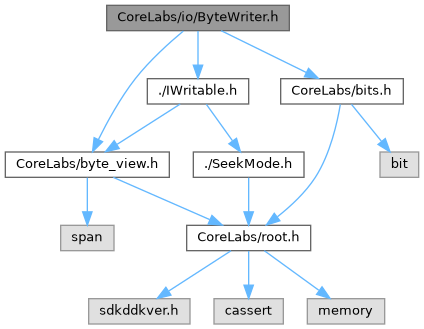 CoreLabs/io/ByteWriter.h
./IWritable.h
CoreLabs/bits.h
CoreLabs/byte_view.h
./SeekMode.h
bit
span
CoreLabs/root.h
sdkddkver.h
cassert
memory